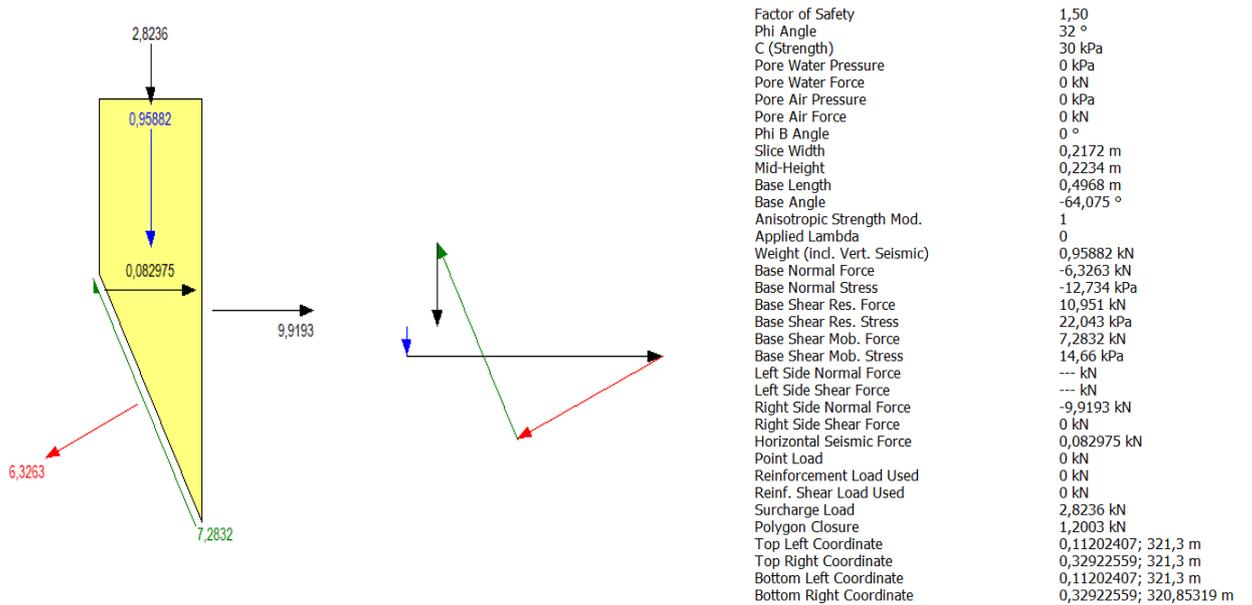 2,8236
0,95882
0,082975
9,9193
6,3263
7,2832
Factor of Safety 1,50
Phi Angle 32 °
C (Strength) 30 kPa
Pore Water Pressure 0 kPa
Pore Water Force 0 kN
Pore Air Pressure 0 kPa
Pore Air Force 0 kN
Phi B Angle 0 °
Slice Width 0,2172 m
Mid-Height 0,2234 m
Base Length 0,4968 m
Base Angle -64,075 °
Anisotropic Strength Mod. 1
Applied Lambda 0
Weight (incl. Vert. Seismic) 0,95882 kN
Base Normal Force -6,3263 kN
Base Normal Stress -12,734 kPa
Base Shear Res. Force 10,951 kN
Base Shear Res. Stress 22,043 kPa
Base Shear Mob. Force 7,2832 kN
Base Shear Mob. Stress 14,66 kPa
Left Side Normal Force --- kN
Left Side Shear Force --- kN
Right Side Normal Force -9,9193 kN
Right Side Shear Force 0 kN
Horizontal Seismic Force 0,082975 kN
Point Load 0 kN
Reinforcement Load Used 0 kN
Reinf. Shear Load Used 0 kN
Surcharge Load 2,8236 kN
Polygon Closure 1,2003 kN
Top Left Coordinate 0,11202407; 321,3 m
Top Right Coordinate 0,32922559; 321,3 m
Bottom Left Coordinate 0,11202407; 321,3 m
Bottom Right Coordinate 0,32922559; 320,85319 m